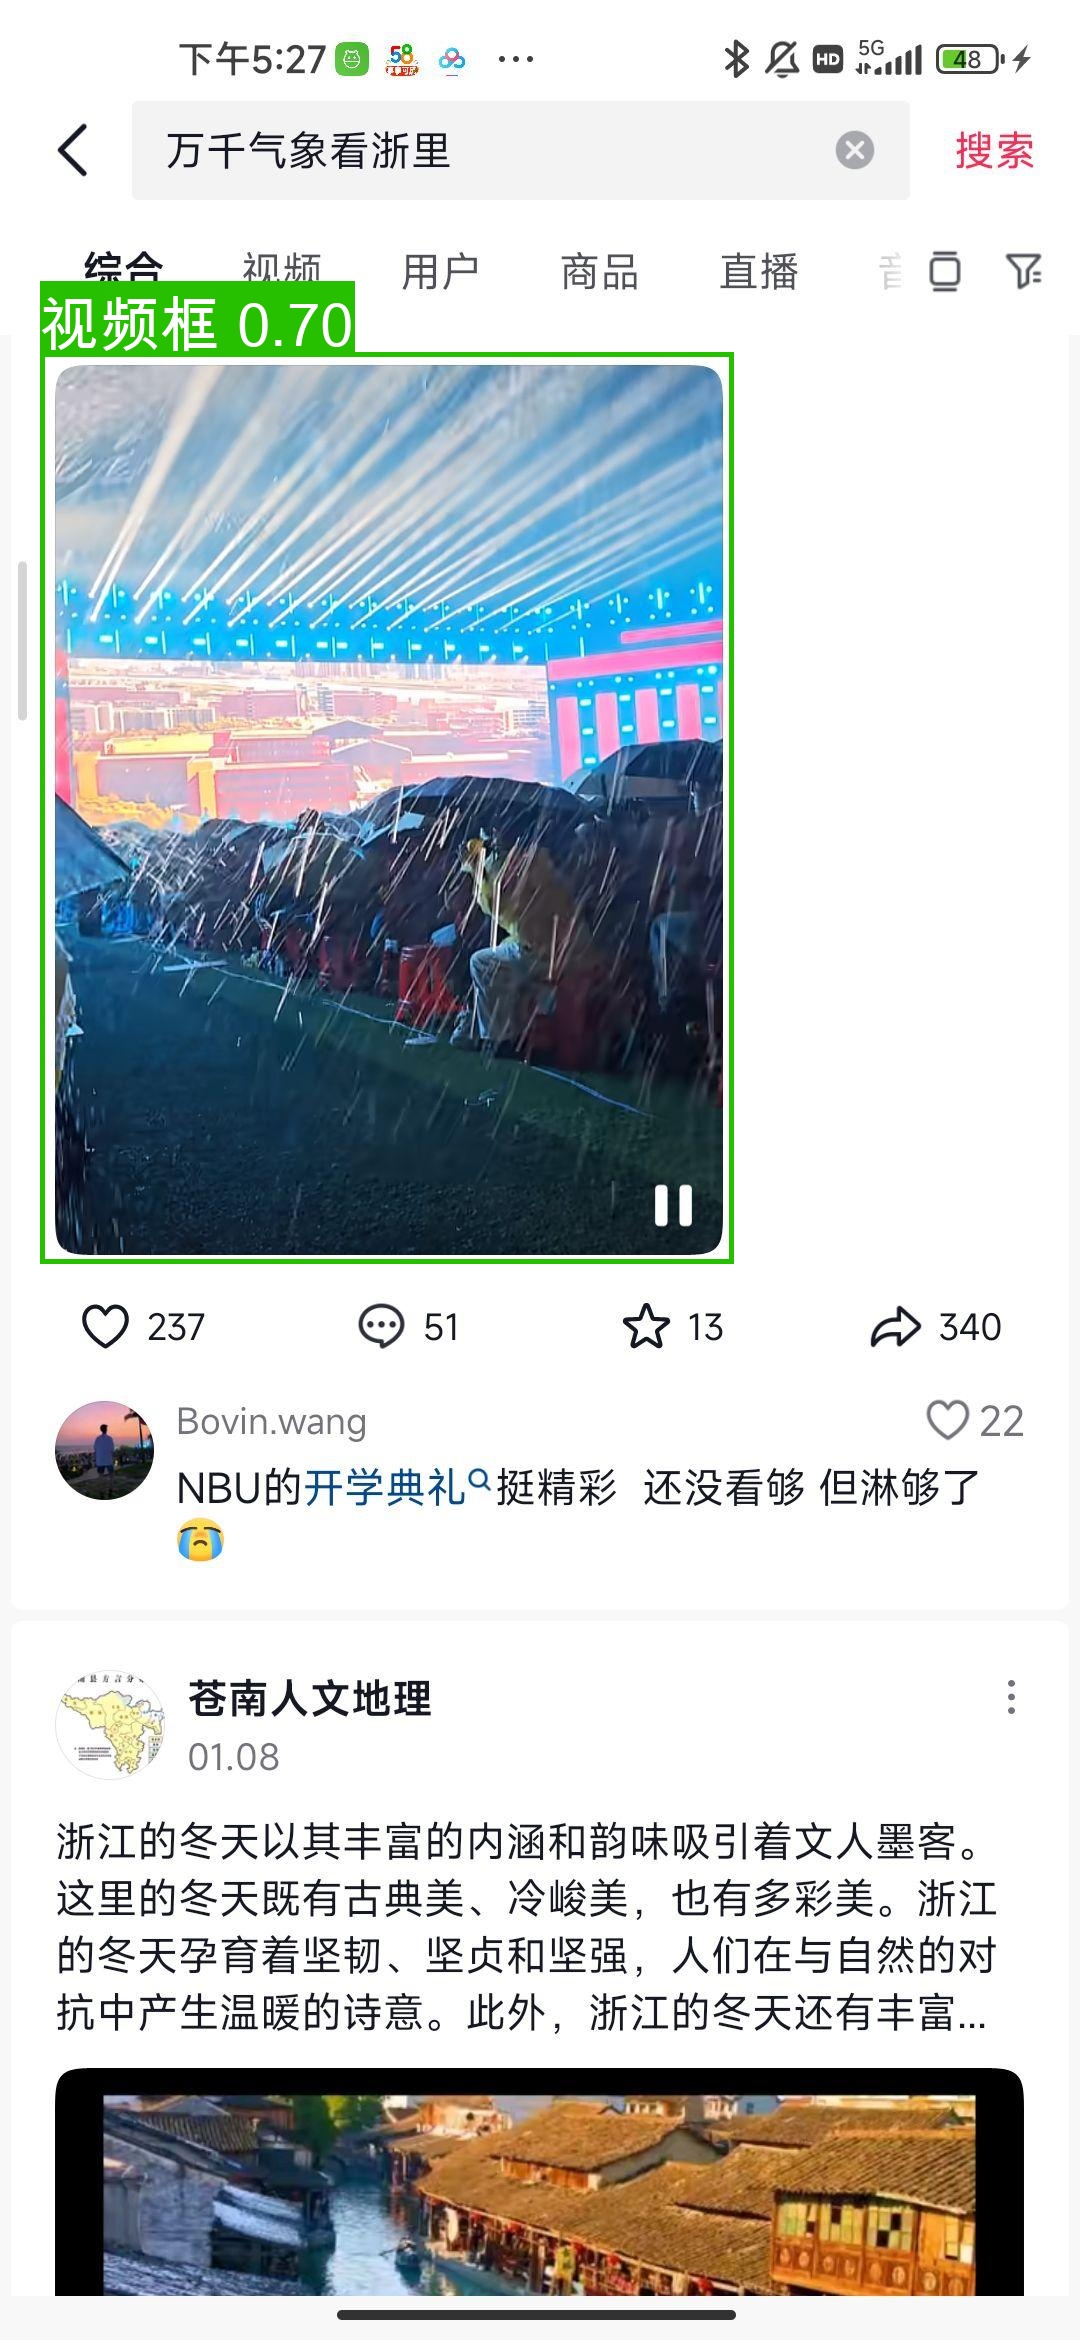 下午5:27
58
HD
5G
48
万千气象看浙里
搜索
综合
视频
用户
商品
直播
视频框 0.70
237
51
13
340
Bovin.wang
22
NBU的开学典礼挺精彩 还没看够 但淋够了
😭
苍南人文地理
01.08
浙江的冬天以其丰富的内涵和韵味吸引着文人墨客。
这里的冬天既有古典美、冷峻美，也有多彩美。浙江
的冬天孕育着坚韧、坚贞和坚强，人们在与自然的对
抗中产生温暖的诗意。此外，浙江的冬天还有丰富...